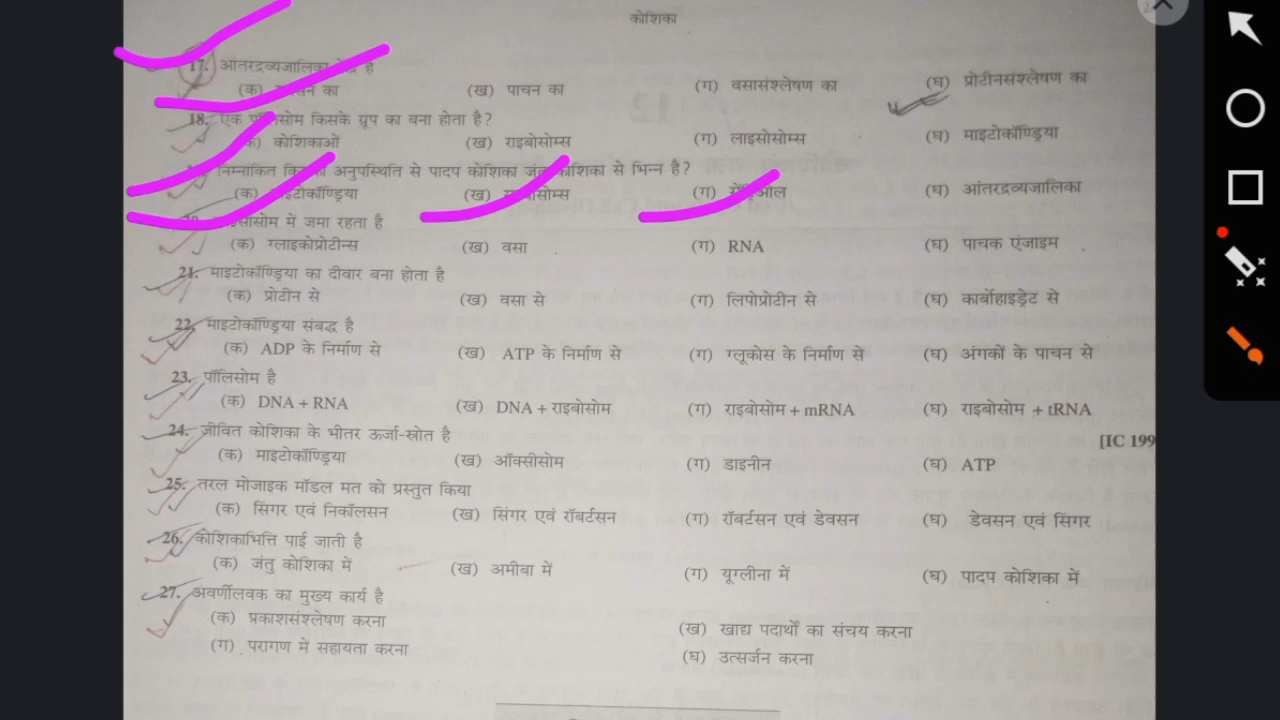 कोशिका
17. आंतरद्रव्यजालिका केंद्र है
(क) का (ख) पाचन का (ग) वसासंश्लेषण का (घ) प्रोटीनसंश्लेषण का
18. एक पॉलिसोम किसके ग्रूप का बना होता है?
(क) कोशिकाओं (ख) राइबोसोम्स (ग) लाइसोसोम्स (घ) माइटोकॉण्ड्रिया
निम्नांकित अनुपस्थिति से पादप कोशिका जंतु कोशिका से भिन्न है?
(क) माइटोकॉण्ड्रिया (ख) राइबोसोम्स (ग) सेंट्रिओल (घ) आंतरद्रव्यजालिका
20. में जमा रहता है
(क) ग्लाइकोप्रोटीन्स (ख) वसा (ग) RNA (घ) पाचक एंजाइम
21. माइटोकॉण्ड्रिया का दीवार बना होता है
(क) प्रोटीन से (ख) वसा से (ग) लिपोप्रोटीन से (घ) कार्बोहाइड्रेट से
22. माइटोकॉण्ड्रिया संबद्ध है
(क) ADP के निर्माण से (ख) ATP के निर्माण से (ग) ग्लूकोस के निर्माण से (घ) अंगकों के पाचन से
23. पॉलिसोम है
(क) DNA + RNA (ख) DNA + राइबोसोम (ग) राइबोसोम + mRNA (घ) राइबोसोम + tRNA
24. जीवित कोशिका के भीतर ऊर्जा-स्रोत है [IC 199
(क) माइटोकॉण्ड्रिया (ख) ऑक्सीसोम (ग) डाइनीन (घ) ATP
25. तरल मोजाइक मॉडल मत को प्रस्तुत किया
(क) सिंगर एवं निकॉलसन (ख) सिंगर एवं रॉबर्टसन (ग) रॉबर्टसन एवं डेवसन (घ) डेवसन एवं सिंगर
26. कोशिकाभित्ति पाई जाती है
(क) जंतु कोशिका में (ख) अमीबा में (ग) यूग्लीना में (घ) पादप कोशिका में
27. अवर्णीलवक का मुख्य कार्य है
(क) प्रकाशसंश्लेषण करना (ख) खाद्य पदार्थों का संचय करना
(ग) परागण में सहायता करना (घ) उत्सर्जन करना